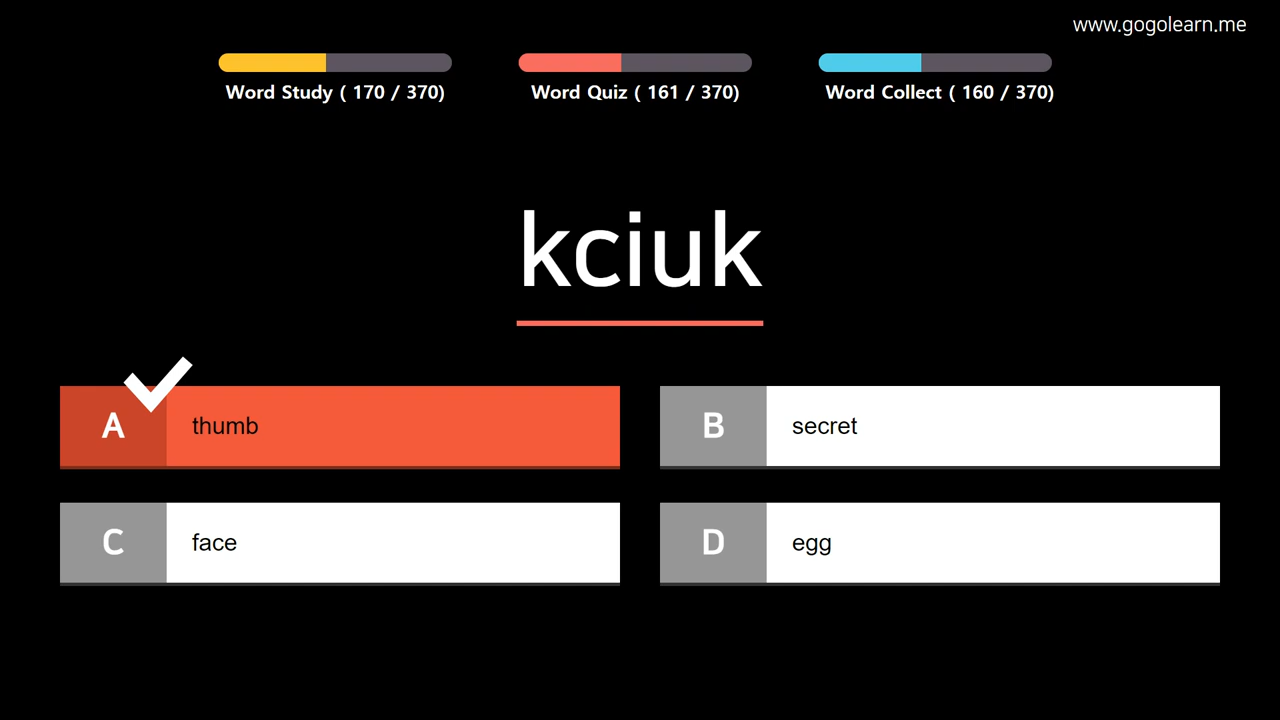 www.gogolearn.me
Word Study ( 170 / 370)
Word Quiz ( 161 / 370)
Word Collect ( 160 / 370)
kciuk
A thumb
B secret
C face
D egg